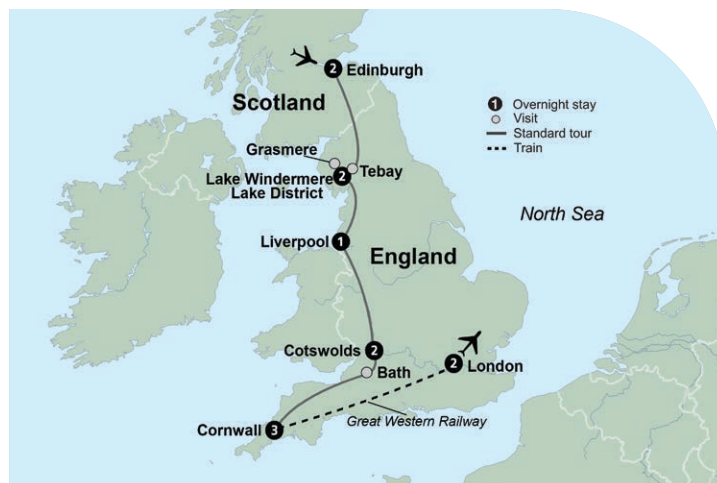 2 Edinburgh
Scotland
Grasmere
Tebay
Lake Windermere 2
Lake District
Liverpool 1
England
North Sea
1 Overnight stay
Visit
Standard tour
Train
Cotswolds 2
Bath
2 London
Great Western Railway
Cornwall 3